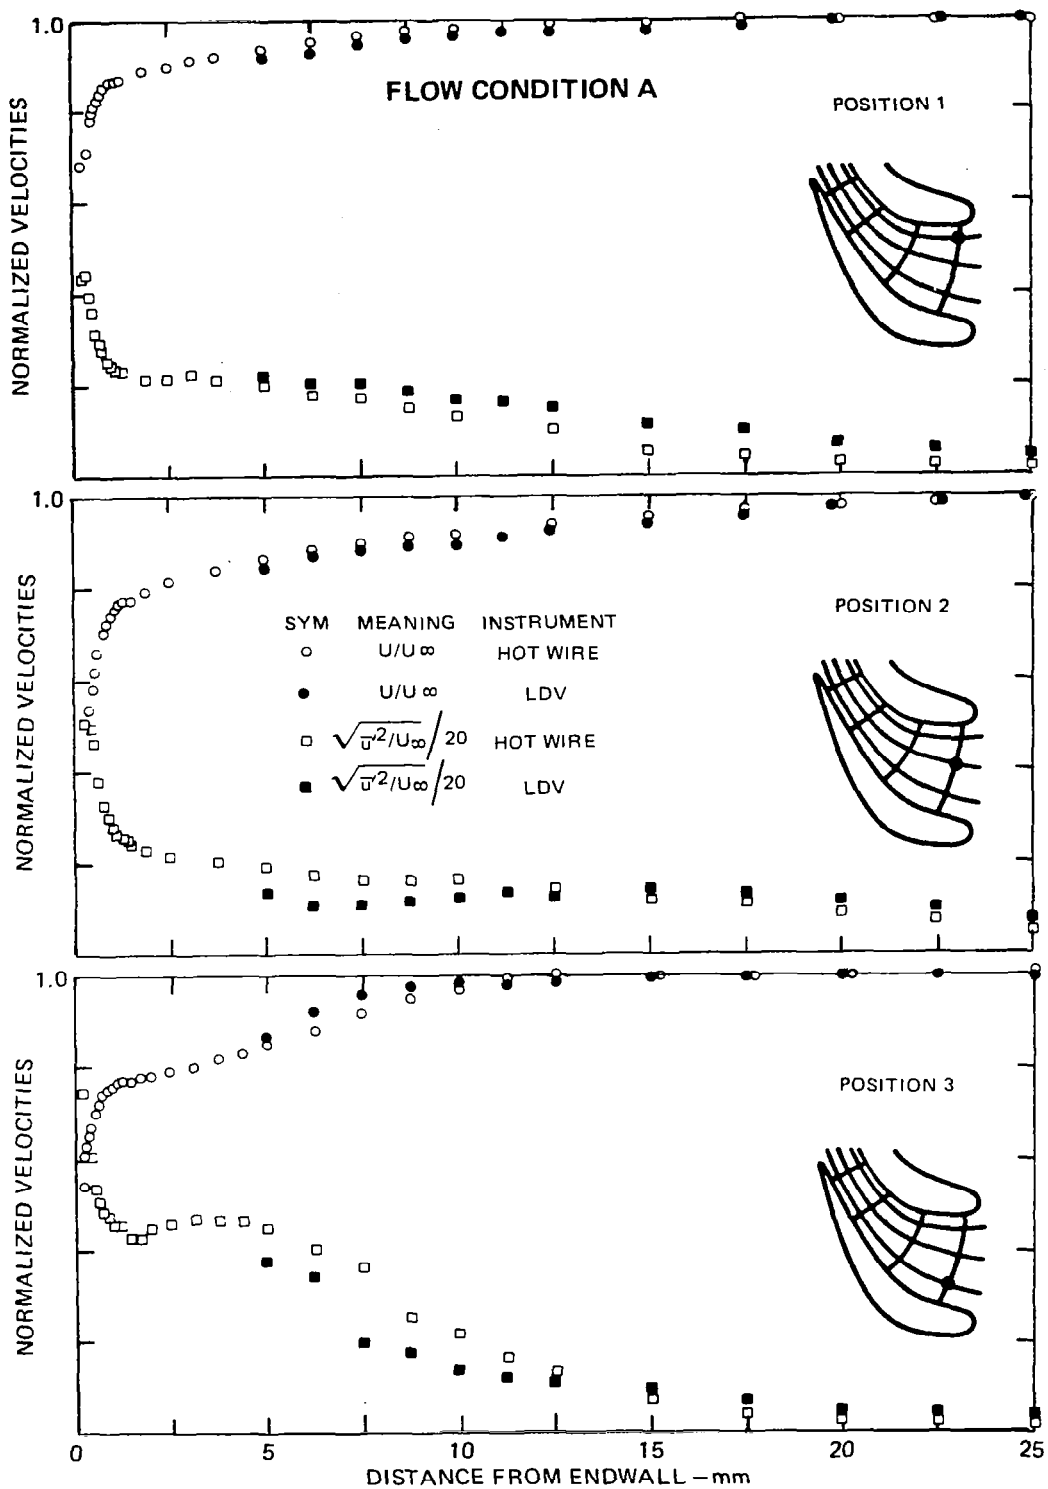 1.0
FLOW CONDITION A
POSITION 1
NORMALIZED VELOCITIES
1.0
POSITION 2
NORMALIZED VELOCITIES
SYM MEANING INSTRUMENT
○ U/U∞ HOT WIRE
● U/U∞ LDV
□ √u'²/U∞/20 HOT WIRE
■ √u'²/U∞/20 LDV
1.0
POSITION 3
NORMALIZED VELOCITIES
0 5 10 15 20 25
DISTANCE FROM ENDWALL – mm